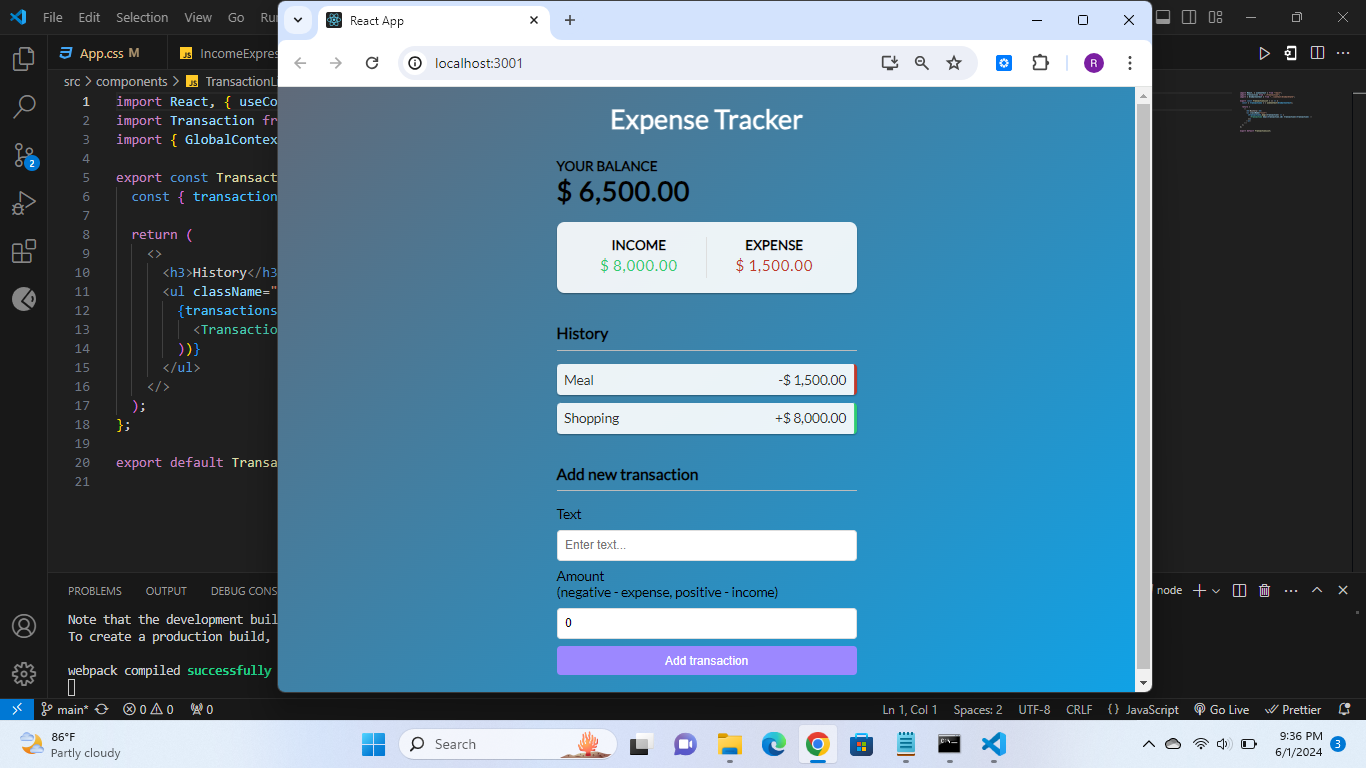 File Edit Selection View Go Ru
React App
localhost:3001
R
App.css M
IncomeExpre
src > components > TransactionL
1 import React, { useCo
2 import Transaction fr
3 import { GlobalContex
4
5 export const Transact
6 const { transaction
7
8 return (
9 <>
10 <h3>History</h3
11 <ul className="
12 {transactions
13 <Transactio
14 ))}
15 </ul>
16 </>
17 );
18 };
19
20 export default Transa
21
Expense Tracker
YOUR BALANCE
$ 6,500.00
INCOME EXPENSE
$ 8,000.00 $ 1,500.00
History
Meal -$ 1,500.00
Shopping +$ 8,000.00
Add new transaction
Text
Enter text...
Amount
(negative - expense, positive - income)
0
Add transaction
PROBLEMS OUTPUT DEBUG CONS
node
Note that the development buil
To create a production build,
webpack compiled successfully
2
main* 0 0 0
Ln 1, Col 1 Spaces: 2 UTF-8 CRLF {} JavaScript Go Live Prettier
86°F
Partly cloudy
Search
9:36 PM
6/1/2024
3